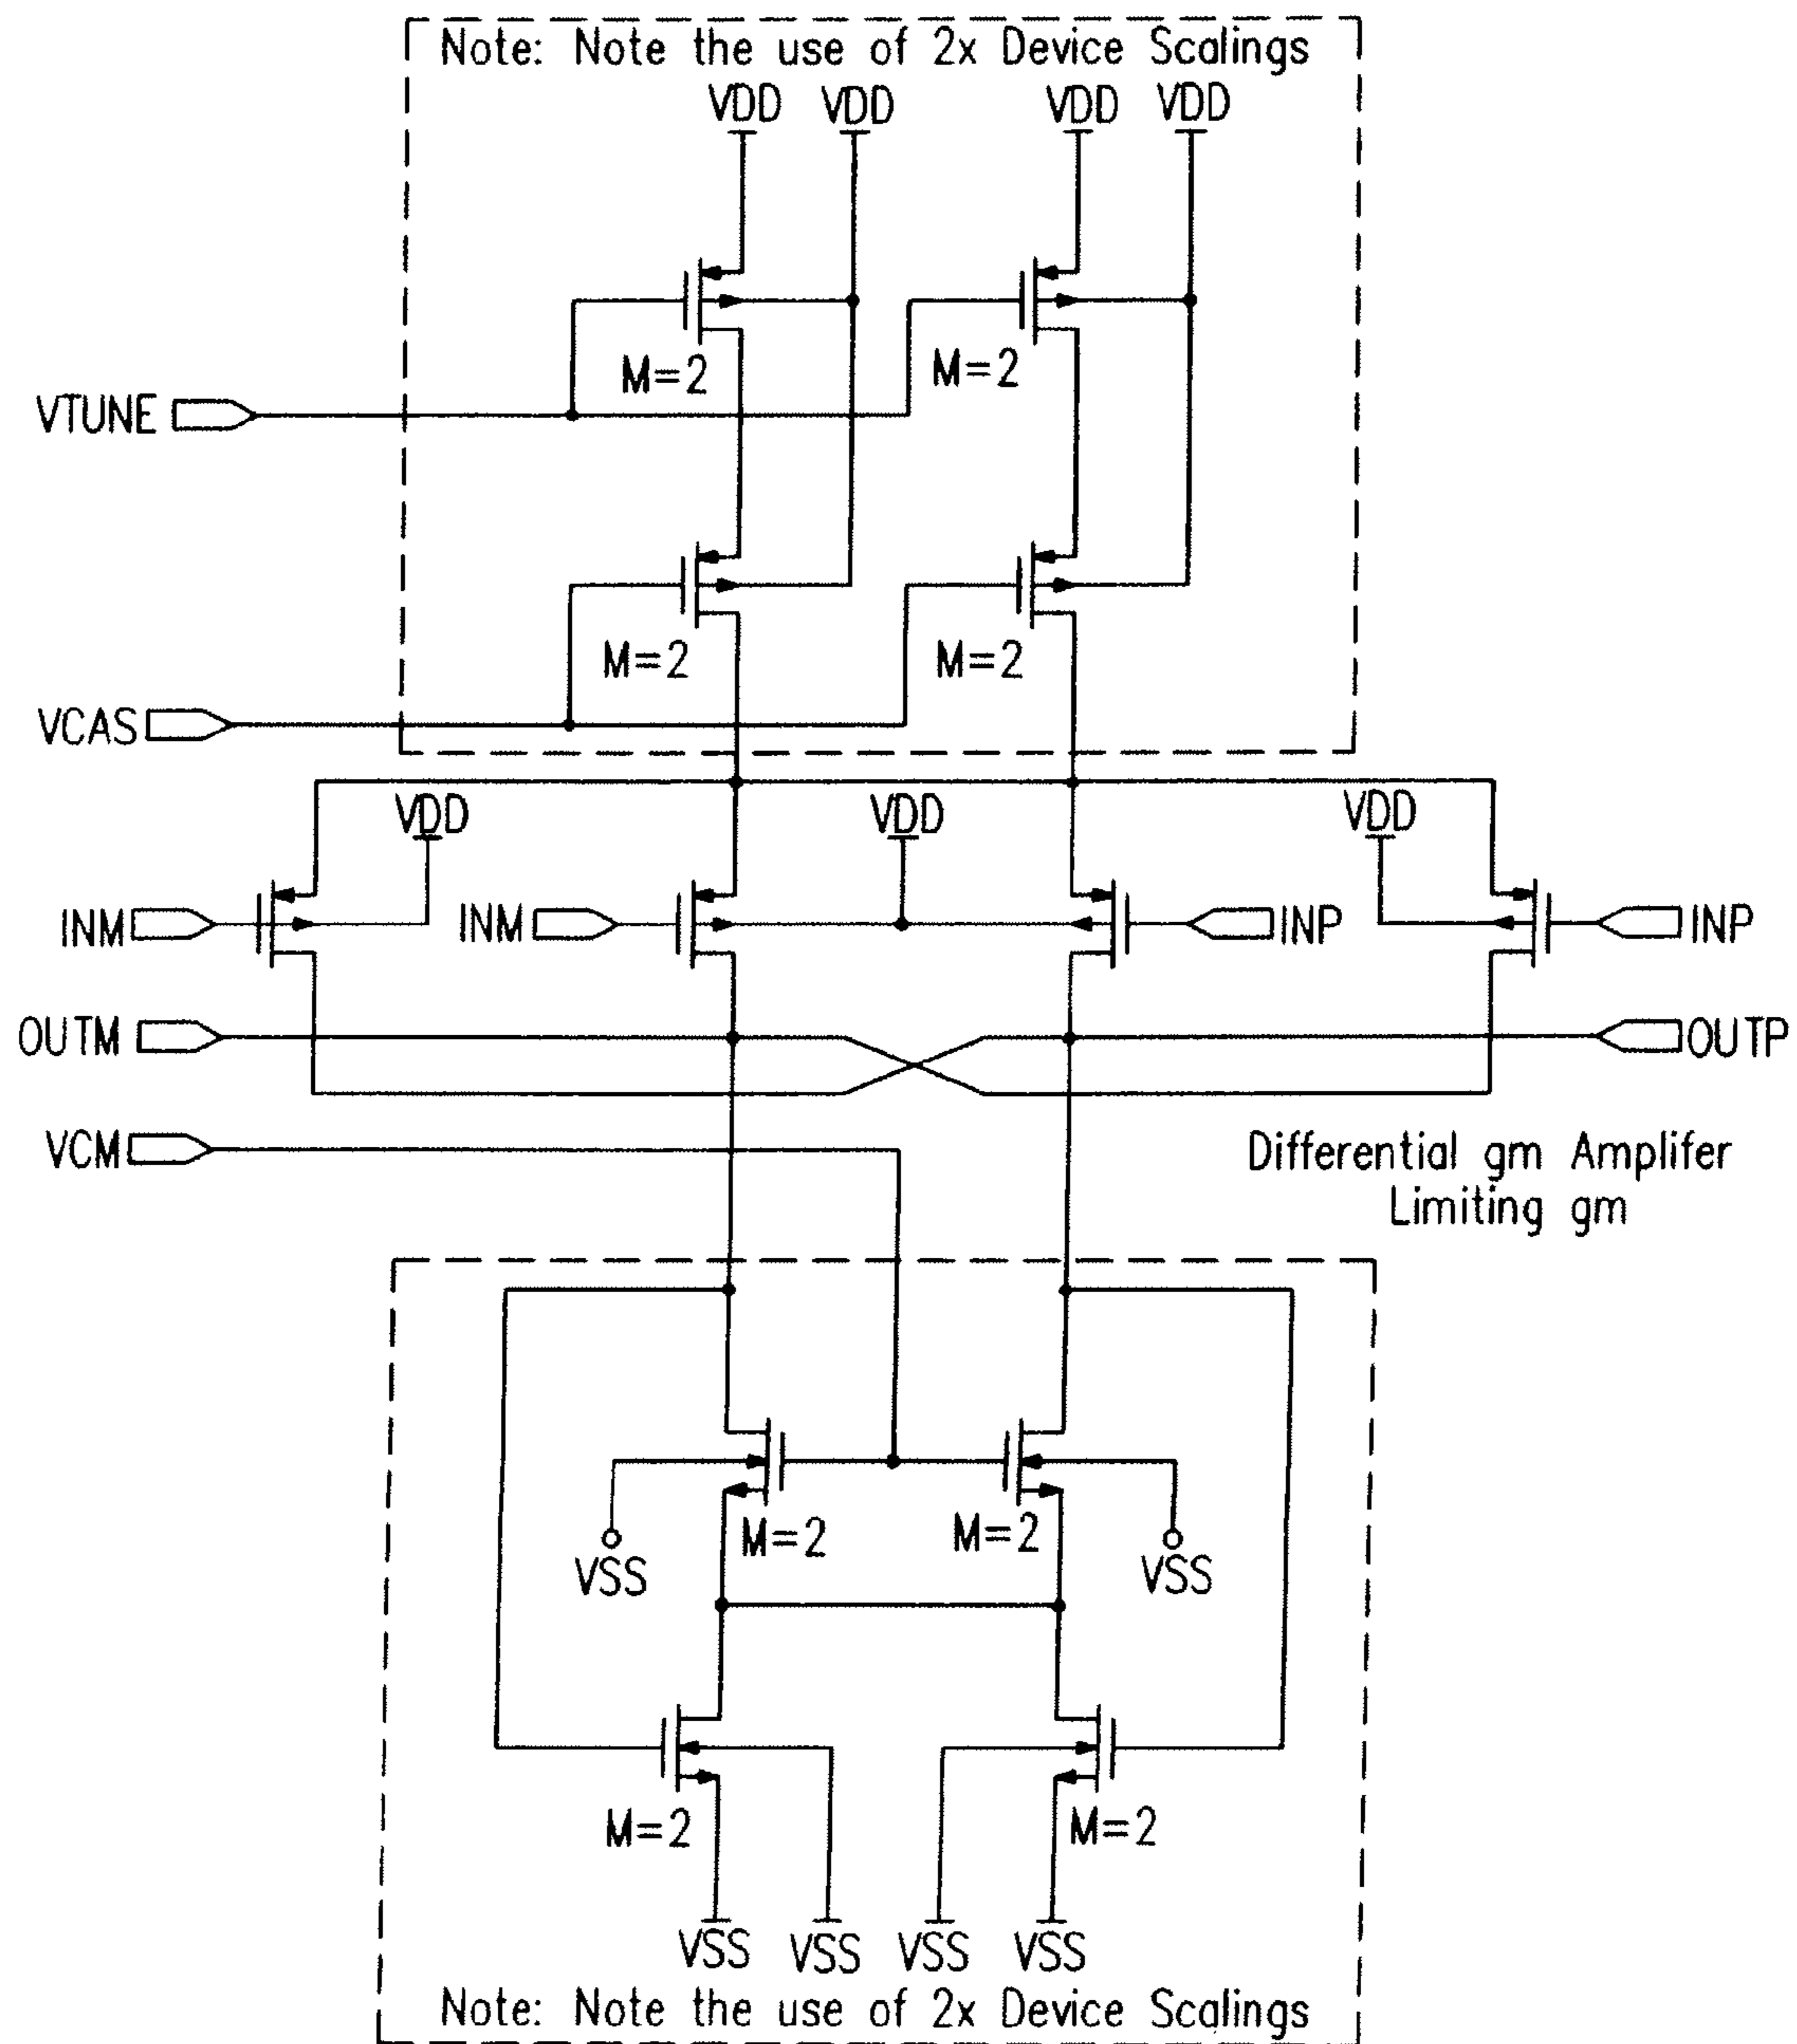 Note: Note the use of 2x Device Scalings
VDD VDD VDD VDD
M=2 M=2
VTUNE
M=2 M=2
VCAS
VDD VDD VDD
INM INM INP INP
OUTM OUTP
VCM
Differential gm Amplifer
Limiting gm
M=2 M=2
VSS VSS
M=2 M=2
VSS VSS VSS VSS
Note: Note the use of 2x Device Scalings